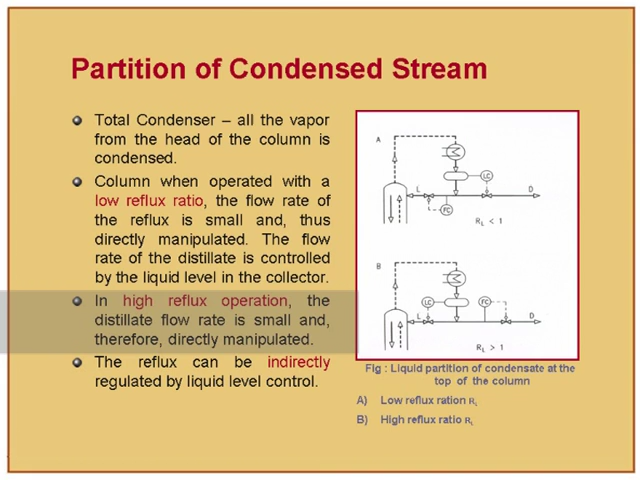 Partition of Condensed Stream
Total Condenser – all the vapor
from the head of the column is
condensed.
Column when operated with a
low reflux ratio, the flow rate of
the reflux is small and, thus
directly manipulated. The flow
rate of the distillate is controlled
by the liquid level in the collector.
In high reflux operation, the
distillate flow rate is small and,
therefore, directly manipulated.
The reflux can be indirectly
regulated by liquid level control.
A
LC
L
D
FC
RL < 1
B
LC
FC
L
D
RL > 1
Fig : Liquid partition of condensate at the
top of the column
A) Low reflux ration RL
B) High reflux ratio RL